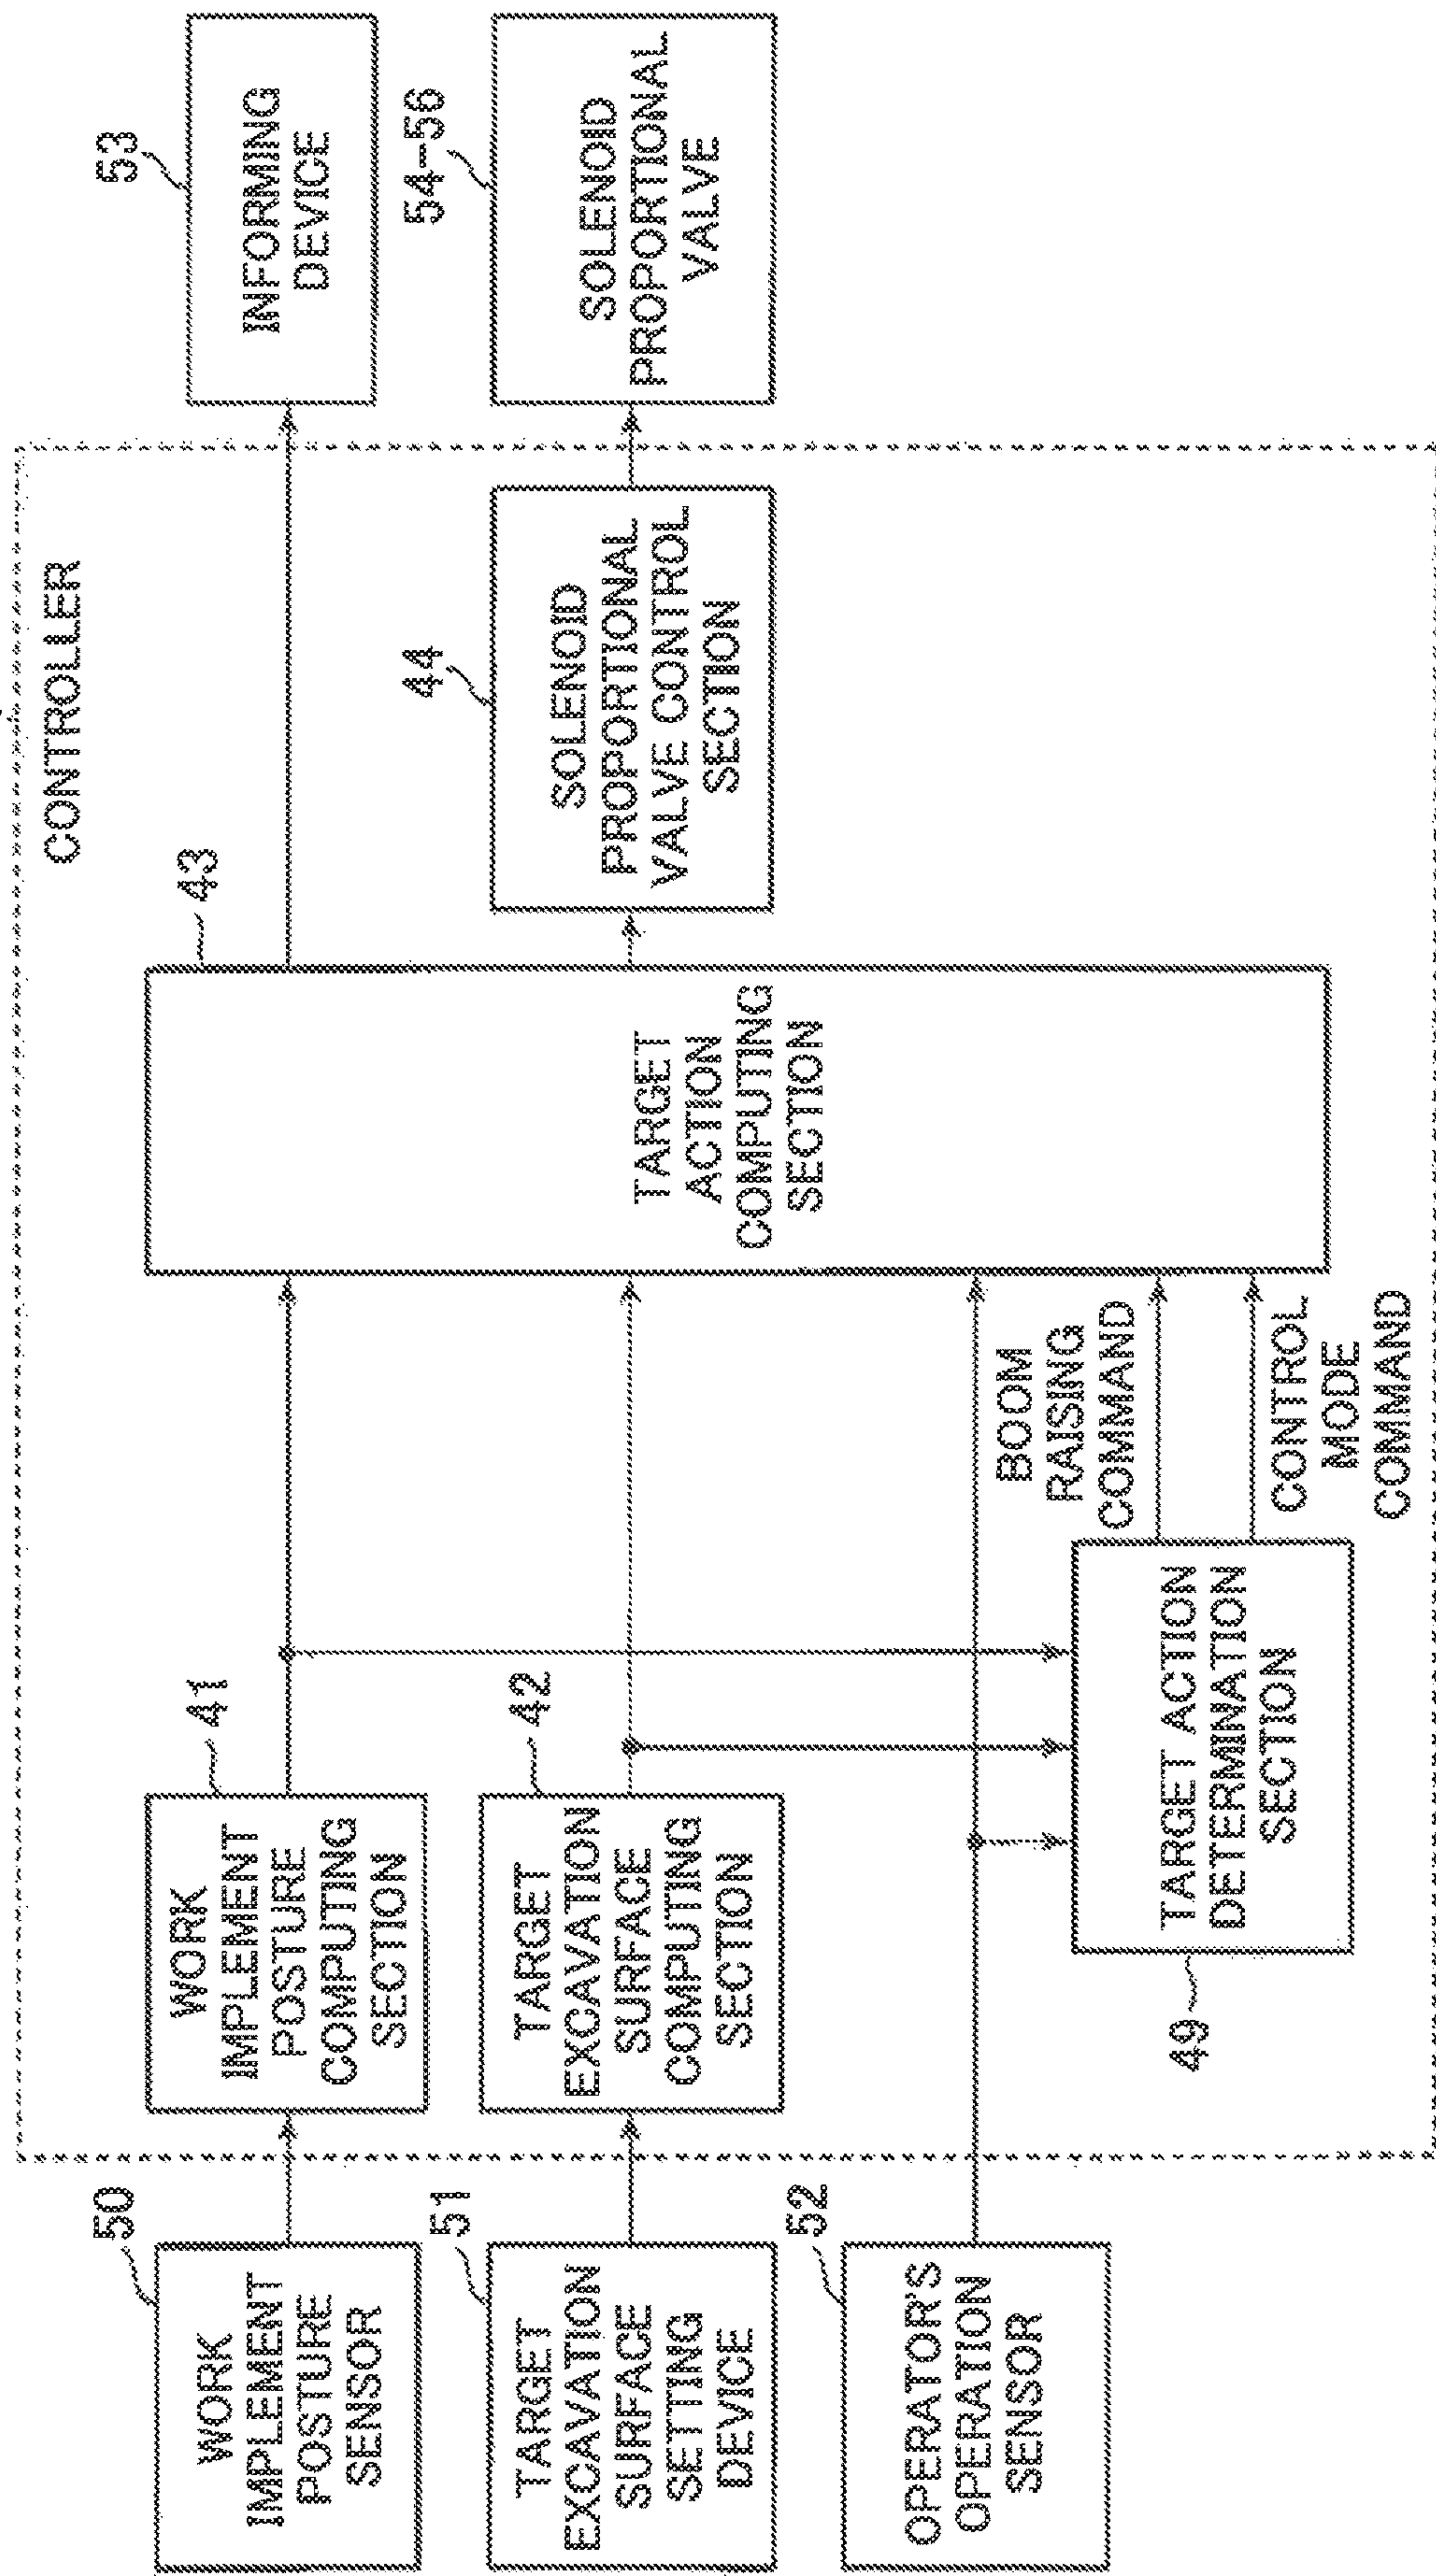 CONTROLLER
50
WORK
IMPLEMENT
POSTURE
SENSOR
51
TARGET
EXCAVATION
SURFACE
SETTING
DEVICE
52
OPERATOR'S
OPERATION
SENSOR
41
WORK
IMPLEMENT
POSTURE
COMPUTING
SECTION
42
TARGET
EXCAVATION
SURFACE
COMPUTING
SECTION
49
TARGET ACTION
DETERMINATION
SECTION
BOOM
RAISING
COMMAND
CONTROL
MODE
COMMAND
43
TARGET
ACTION
COMPUTING
SECTION
44
SOLENOID
PROPORTIONAL
VALVE CONTROL
SECTION
53
INFORMING
DEVICE
54-56
SOLENOID
PROPORTIONAL
VALVE